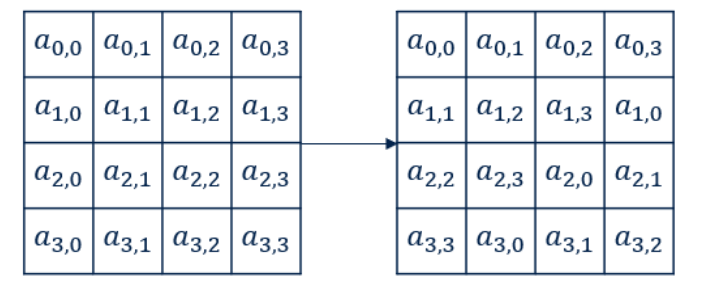 a0,0 a0,1 a0,2 a0,3 a0,0 a0,1 a0,2 a0,3
a1,0 a1,1 a1,2 a1,3 a1,1 a1,2 a1,3 a1,0
a2,0 a2,1 a2,2 a2,3 a2,2 a2,3 a2,0 a2,1
a3,0 a3,1 a3,2 a3,3 a3,3 a3,0 a3,1 a3,2